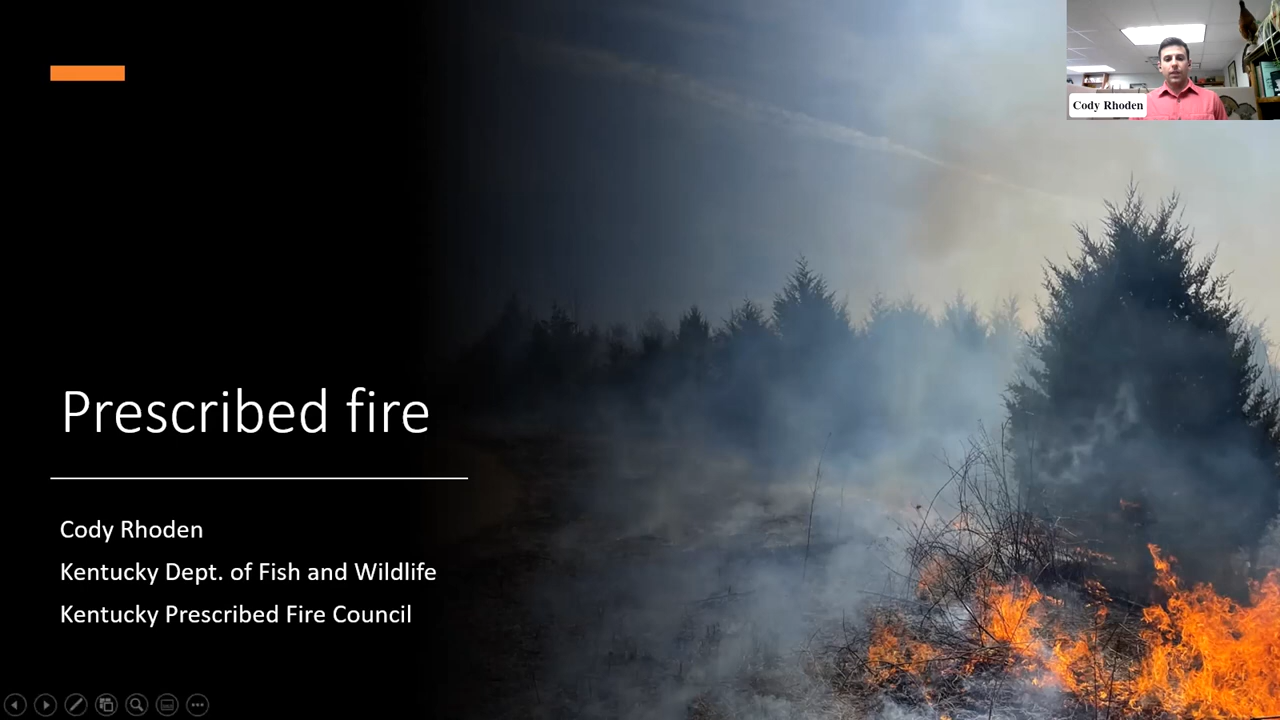 Cody Rhoden
Prescribed fire
Cody Rhoden
Kentucky Dept. of Fish and Wildlife
Kentucky Prescribed Fire Council